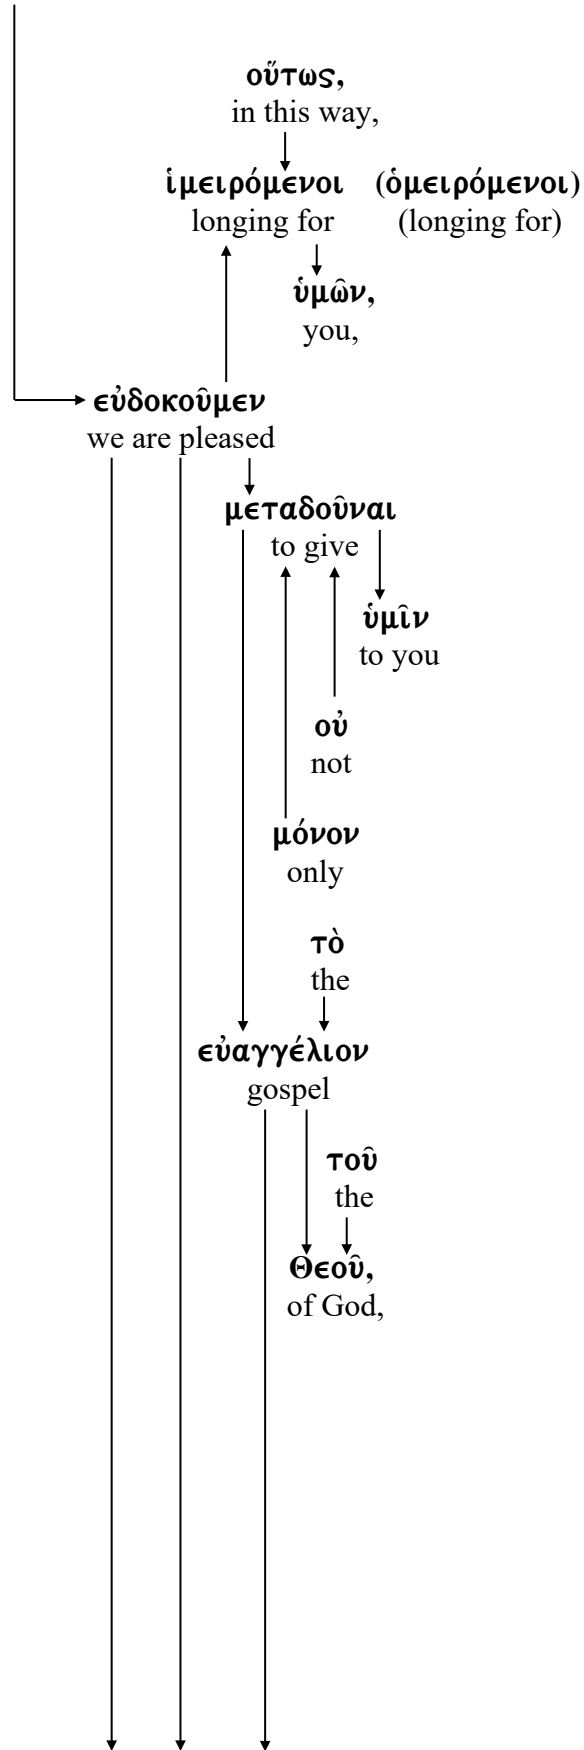 οὕτως,
in this way,
ἱμειρόμενοι (ὁμειρόμενοι)
longing for (longing for)
ὑμῶν,
you,
εὐδοκοῦμεν
we are pleased
μεταδοῦναι
to give
ὑμῖν
to you
οὐ
not
μόνον
only
τὸ
the
εὐαγγέλιον
gospel
τοῦ
the
Θεοῦ,
of God,